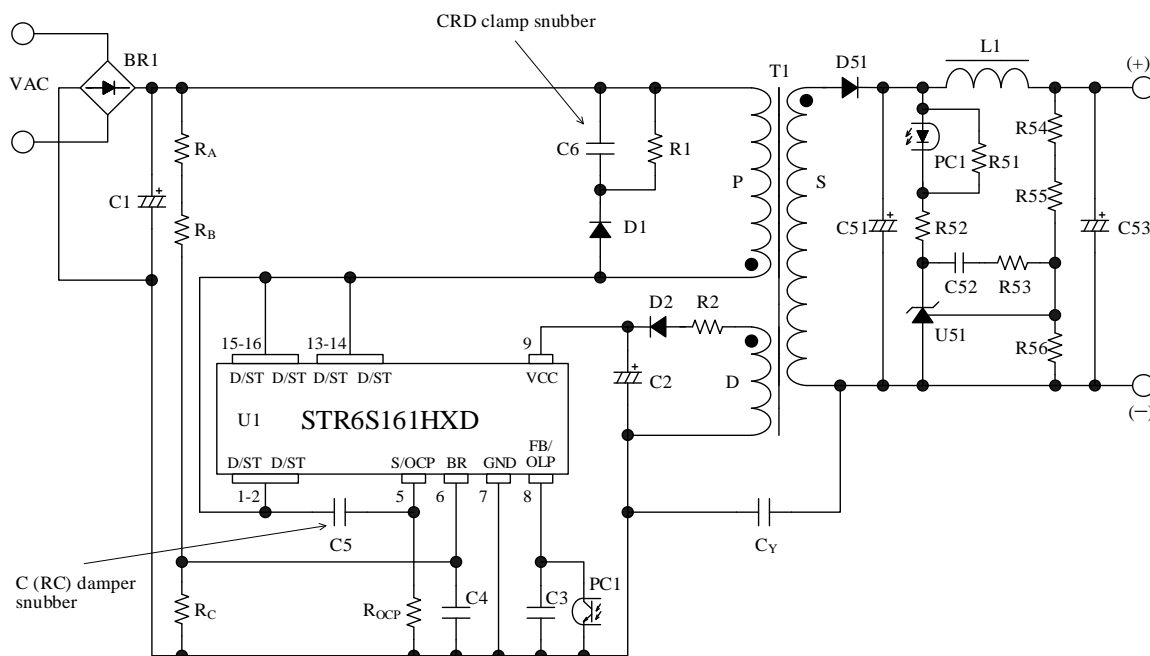 CRD clamp snubber
BR1
VAC
L1
T1
D51
(+)
C6
R1
R54
PC1
R51
RA
P
S
C1
R55
RB
D1
C51
R52
C53
C52
R53
D2
R2
U51
15-16
13-14
9
R56
D/ST D/ST D/ST D/ST
VCC
C2
D
(−)
U1
STR6S161HXD
D/ST D/ST
S/OCP
BR
GND
FB/
OLP
1-2
5
6
7
8
C5
CY
C (RC) damper
snubber
RC
ROCP
C4
C3
PC1